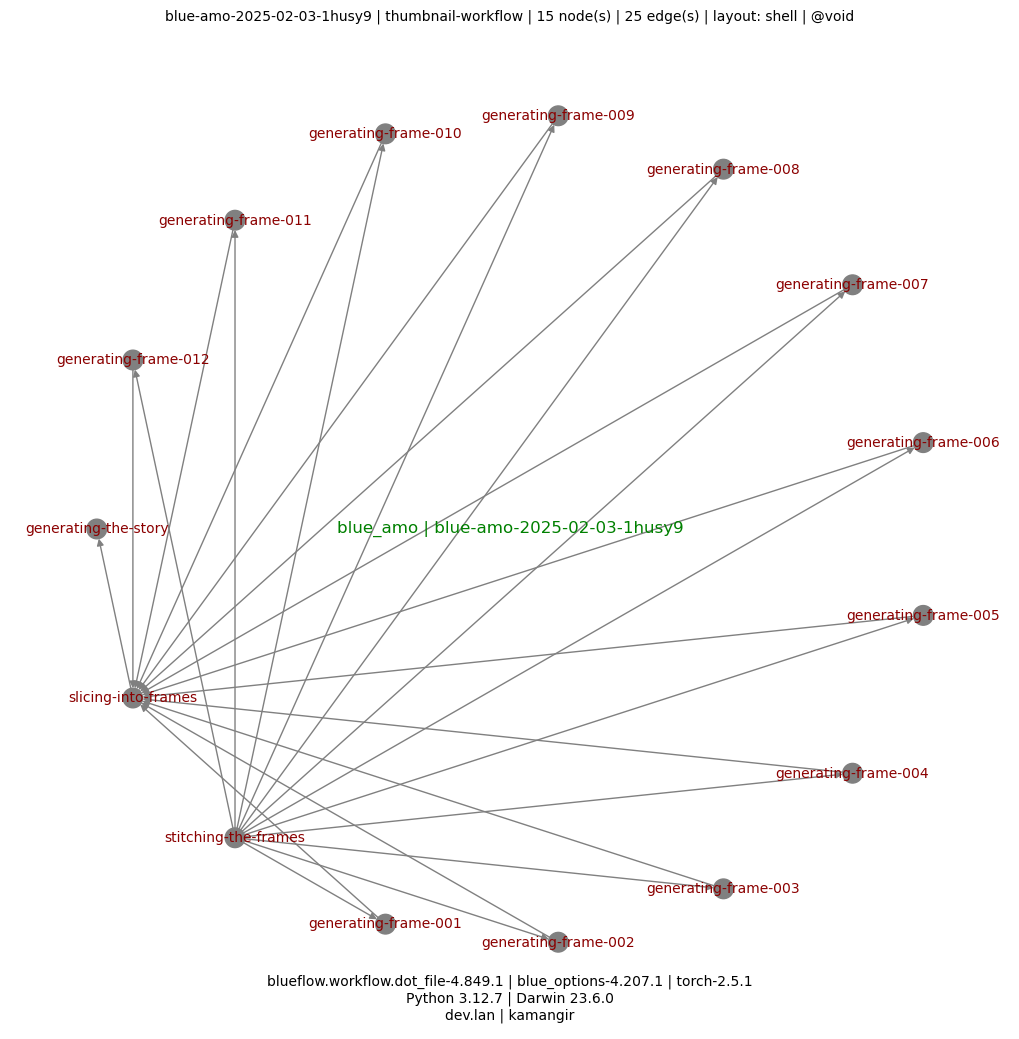 blue-amo-2025-02-03-1husy9 | thumbnail-workflow | 15 node(s) | 25 edge(s) | layout: shell | @void
generating-frame-009
generating-frame-010
generating-frame-008
generating-frame-011
generating-frame-007
generating-frame-012
generating-frame-006
generating-the-story
blue_amo | blue-amo-2025-02-03-1husy9
generating-frame-005
slicing-into-frames
generating-frame-004
stitching-the-frames
generating-frame-003
generating-frame-001
generating-frame-002
blueflow.workflow.dot_file-4.849.1 | blue_options-4.207.1 | torch-2.5.1
Python 3.12.7 | Darwin 23.6.0
dev.lan | kamangir